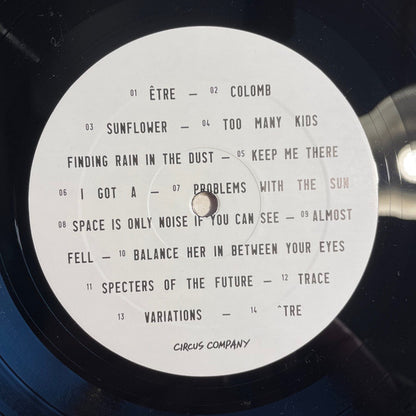 01 ÊTRE – 02 COLOMB
03 SUNFLOWER – 04 TOO MANY KIDS
FINDING RAIN IN THE DUST – 05 KEEP ME THERE
06 I GOT A – 07 PROBLEMS WITH THE SUN
08 SPACE IS ONLY NOISE IF YOU CAN SEE – 09 ALMOST
FELL – 10 BALANCE HER IN BETWEEN YOUR EYES
11 SPECTERS OF THE FUTURE – 12 TRACE
13 VARIATIONS – 14 ^TRE
CIRCUS COMPANY